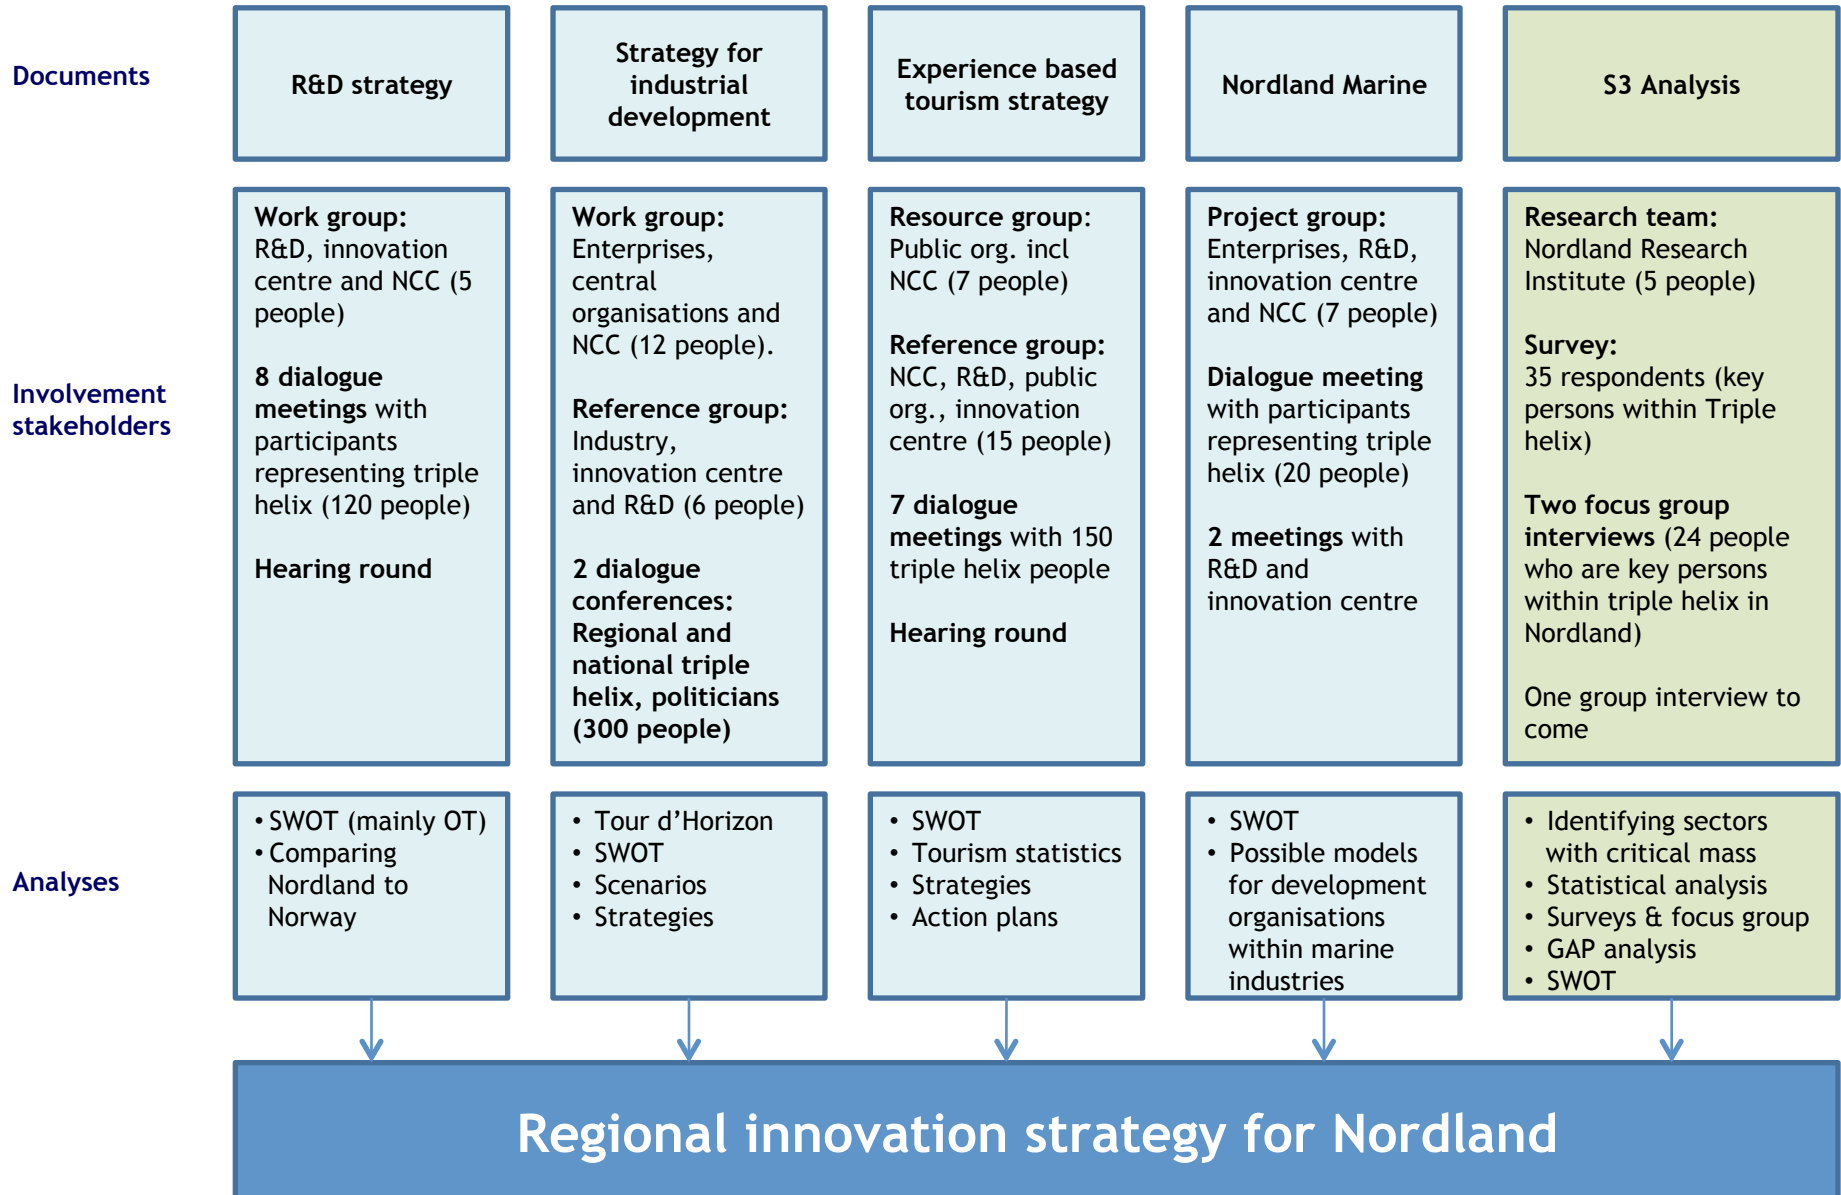 Documents
R&D strategy
Strategy for
industrial
development
Experience based
tourism strategy
Nordland Marine
S3 Analysis
Involvement
stakeholders
Work group:
R&D, innovation
centre and NCC (5
people)
8 dialogue
meetings with
participants
representing triple
helix (120 people)
Hearing round
Work group:
Enterprises,
central
organisations and
NCC (12 people).
Reference group:
Industry,
innovation centre
and R&D (6 people)
2 dialogue
conferences:
Regional and
national triple
helix, politicians
(300 people)
Resource group:
Public org. incl
NCC (7 people)
Reference group:
NCC, R&D, public
org., innovation
centre (15 people)
7 dialogue
meetings with 150
triple helix people
Hearing round
Project group:
Enterprises, R&D,
innovation centre
and NCC (7 people)
Dialogue meeting
with participants
representing triple
helix (20 people)
2 meetings with
R&D and
innovation centre
Research team:
Nordland Research
Institute (5 people)
Survey:
35 respondents (key
persons within Triple
helix)
Two focus group
interviews (24 people
who are key persons
within triple helix in
Nordland)
One group interview to
come
Analyses
• SWOT (mainly OT)
• Comparing
Nordland to
Norway
• Tour d’Horizon
• SWOT
• Scenarios
• Strategies
• SWOT
• Tourism statistics
• Strategies
• Action plans
• SWOT
• Possible models
for development
organisations
within marine
industries
• Identifying sectors
with critical mass
• Statistical analysis
• Surveys & focus group
• GAP analysis
• SWOT
Regional innovation strategy for Nordland